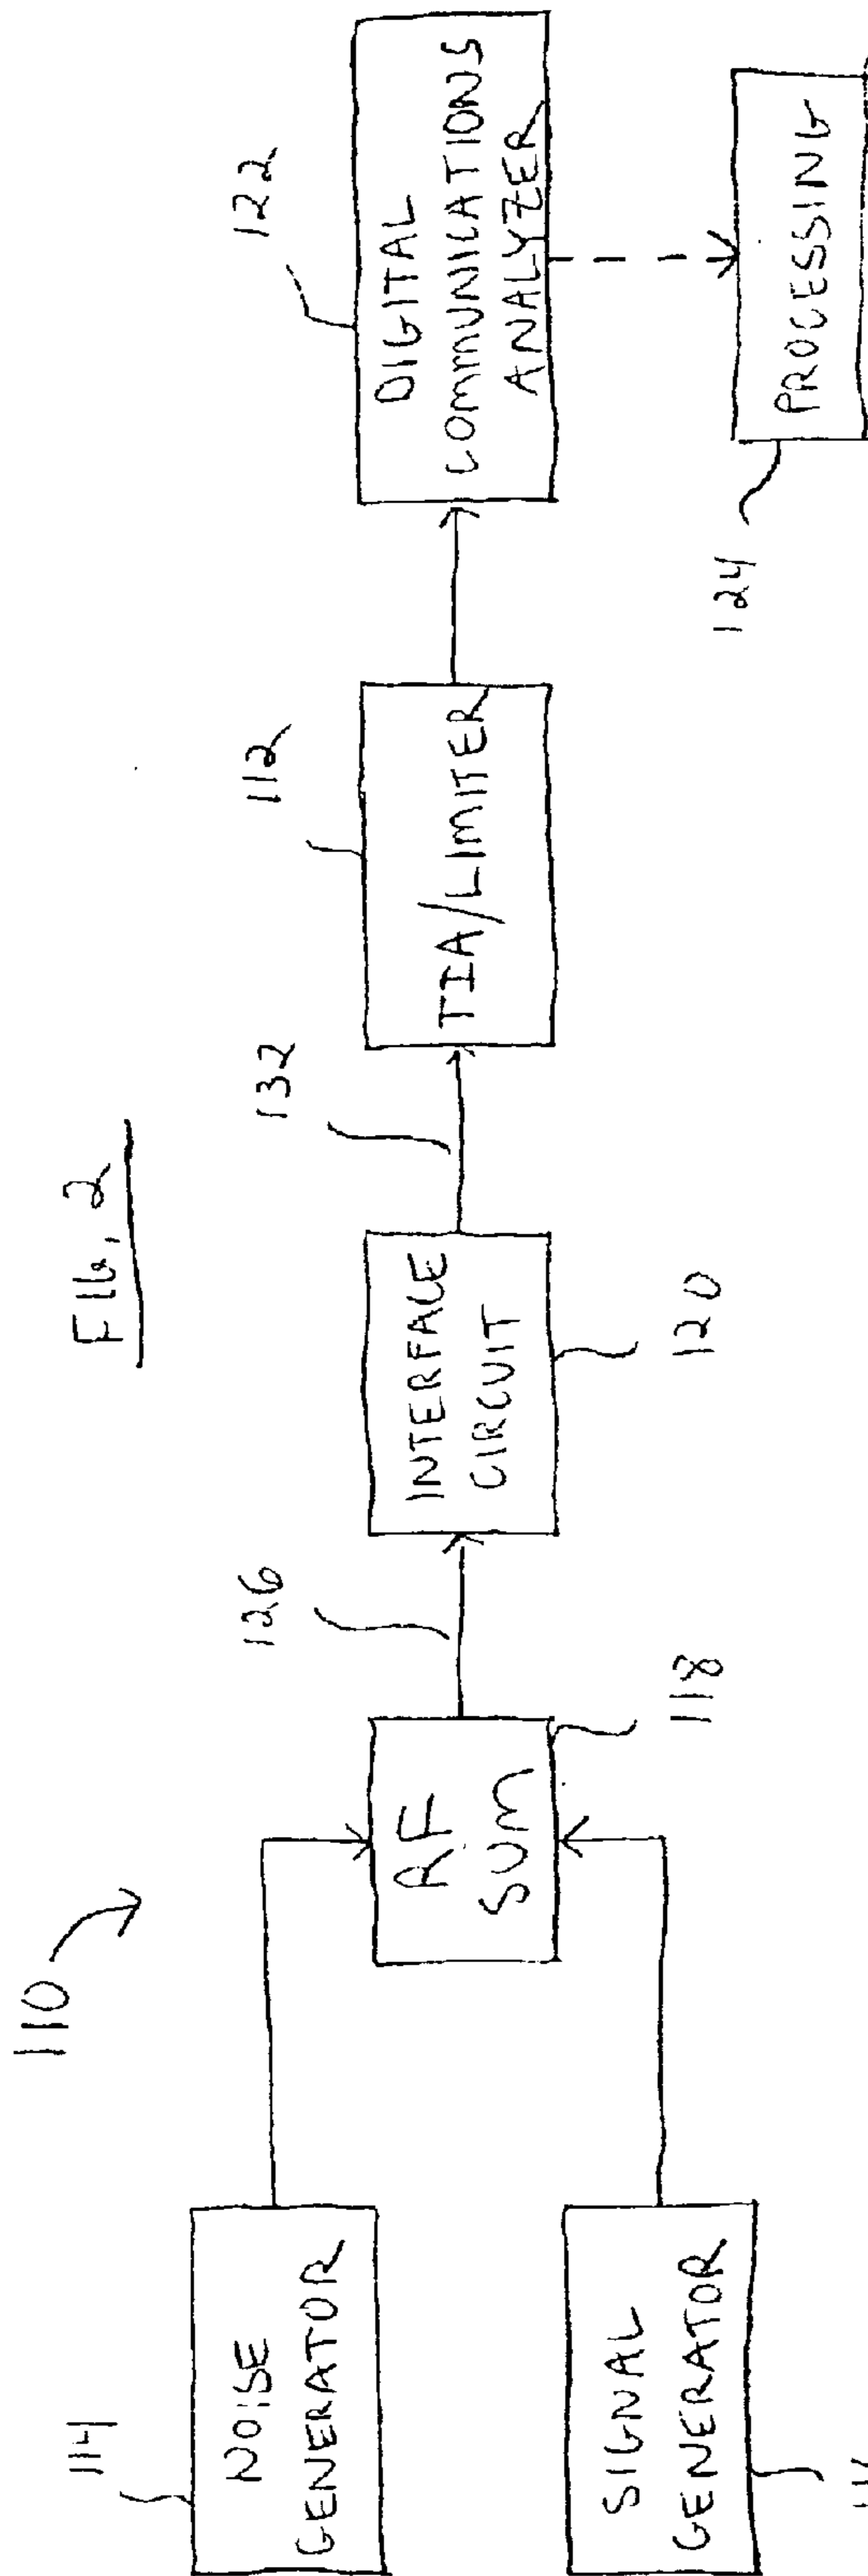 FIG. 2
110
114
NOISE
GENERATOR
SIGNAL
GENERATOR
RF
SUM
118
126
INTERFACE
CIRCUIT
120
132
TIA/LIMITER
112
DIGITAL
COMMUNICATIONS
ANALYZER
122
PROCESSING
124